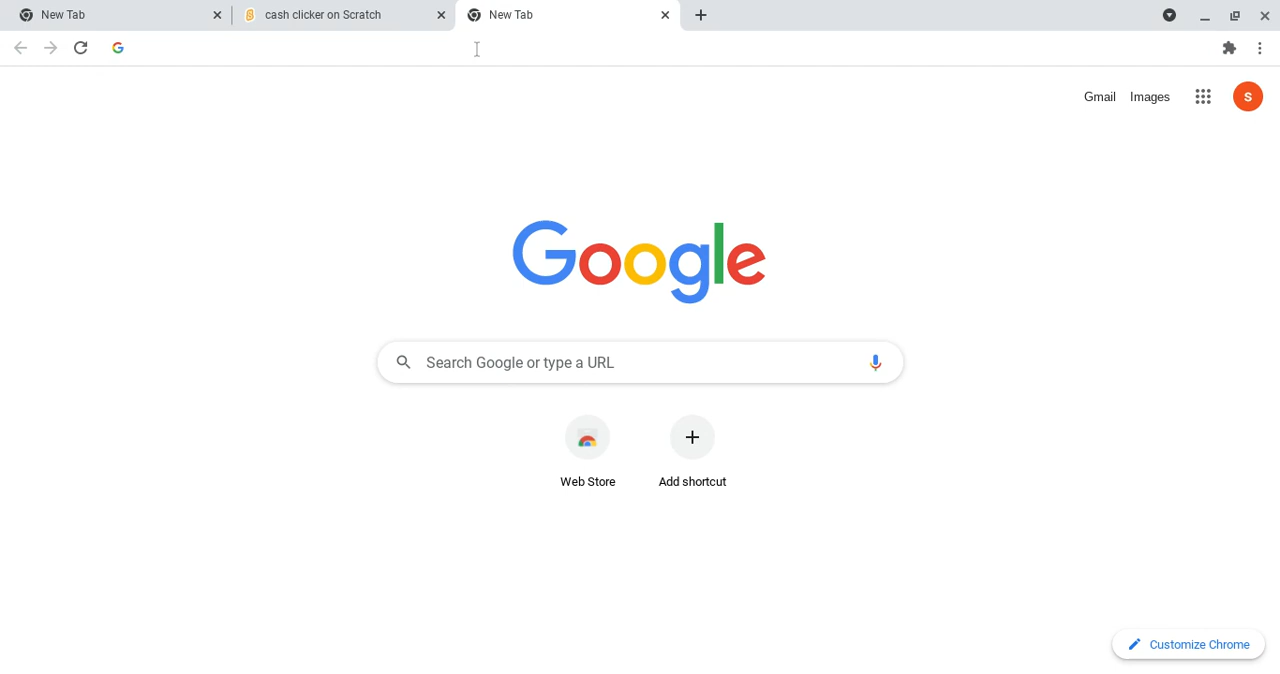 New Tab
cash clicker on Scratch
New Tab
Gmail
Images
S
Google
Search Google or type a URL
Web Store
Add shortcut
Customize Chrome